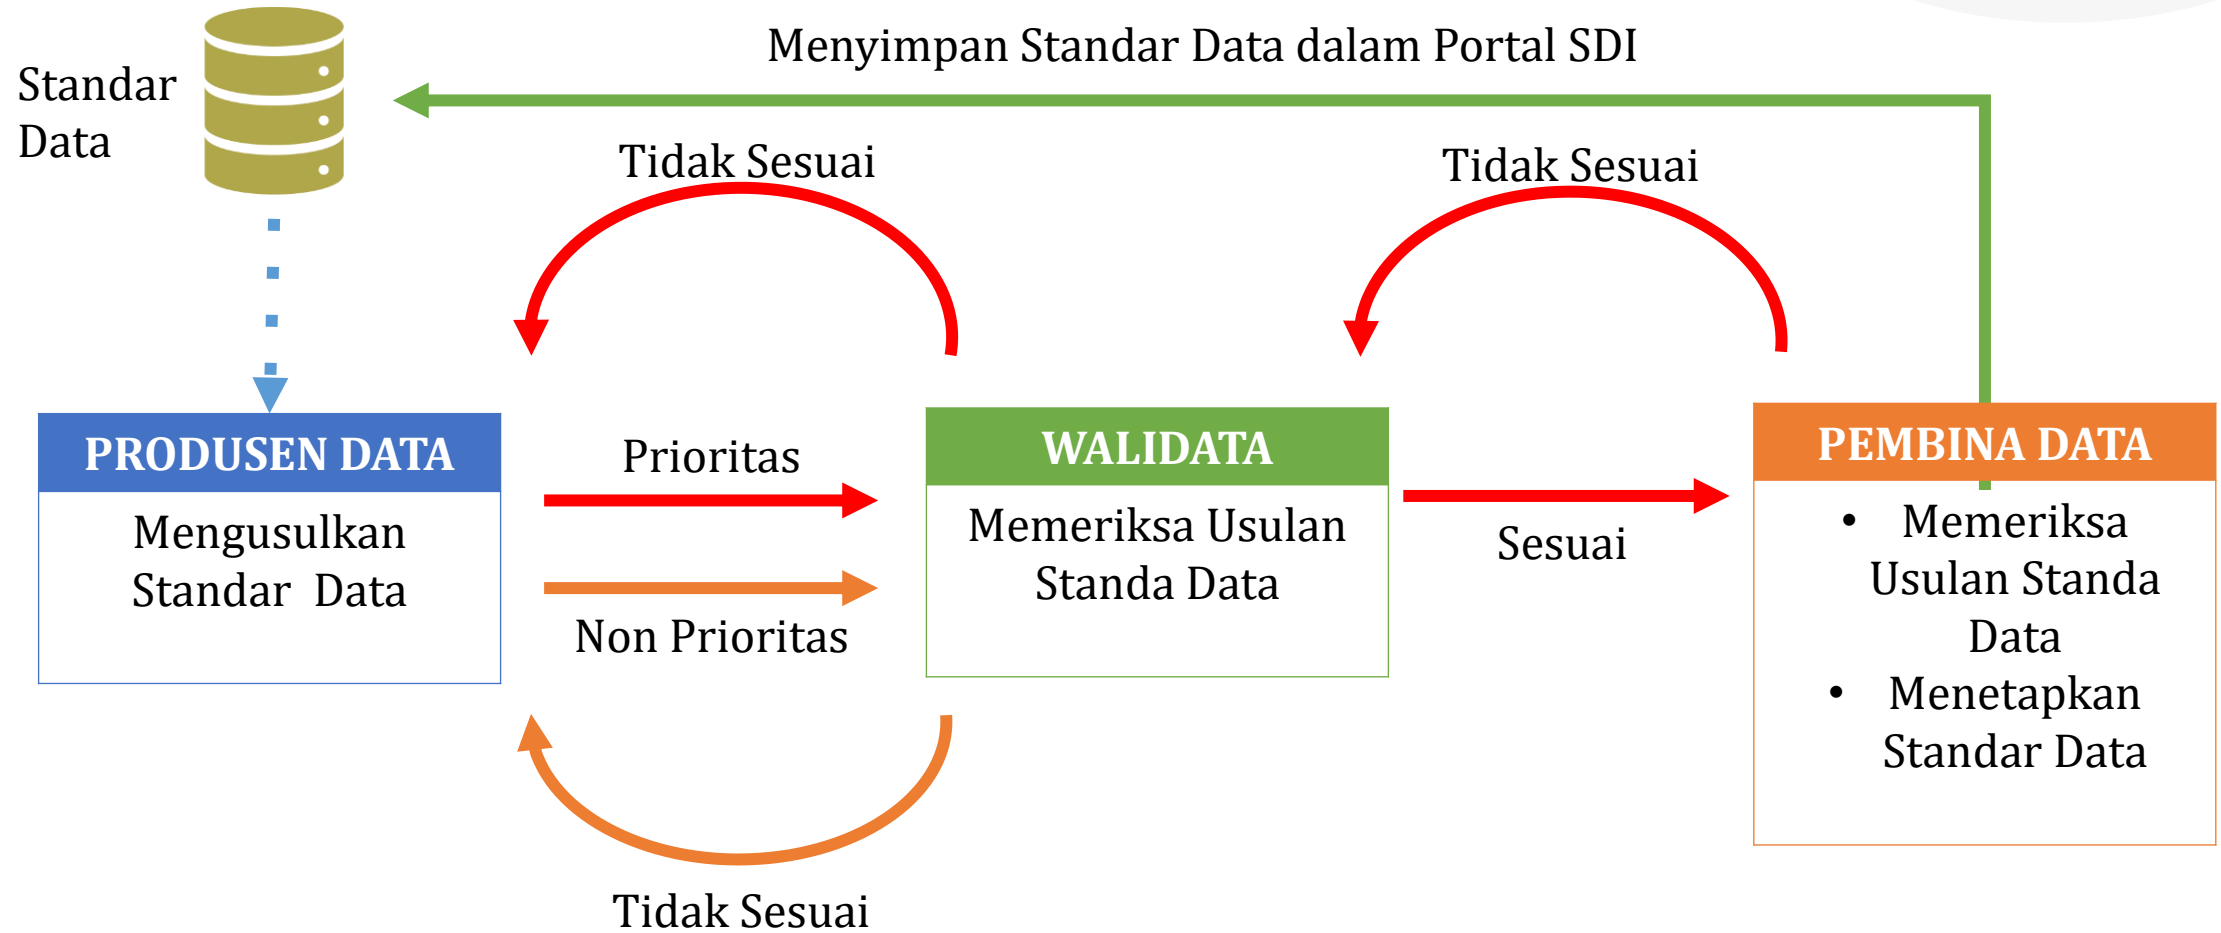 Menyimpan Standar Data dalam Portal SDI
Standar
Data
Tidak Sesuai
Tidak Sesuai
PRODUSEN DATA
Mengusulkan
Standar Data
Prioritas
Non Prioritas
WALIDATA
Memeriksa Usulan
Standa Data
Sesuai
PEMBINA DATA
• Memeriksa
Usulan Standa
Data
• Menetapkan
Standar Data
Tidak Sesuai